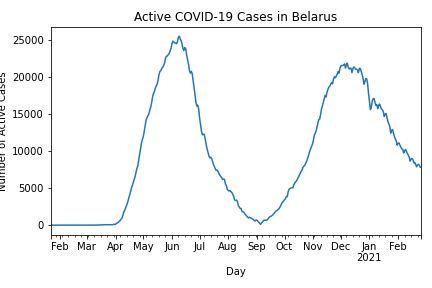 Active COVID-19 Cases in Belarus
Number of Active Cases
25000
20000
15000
10000
5000
0
Feb Mar Apr May Jun Jul Aug Sep Oct Nov Dec Jan Feb
2021
Day